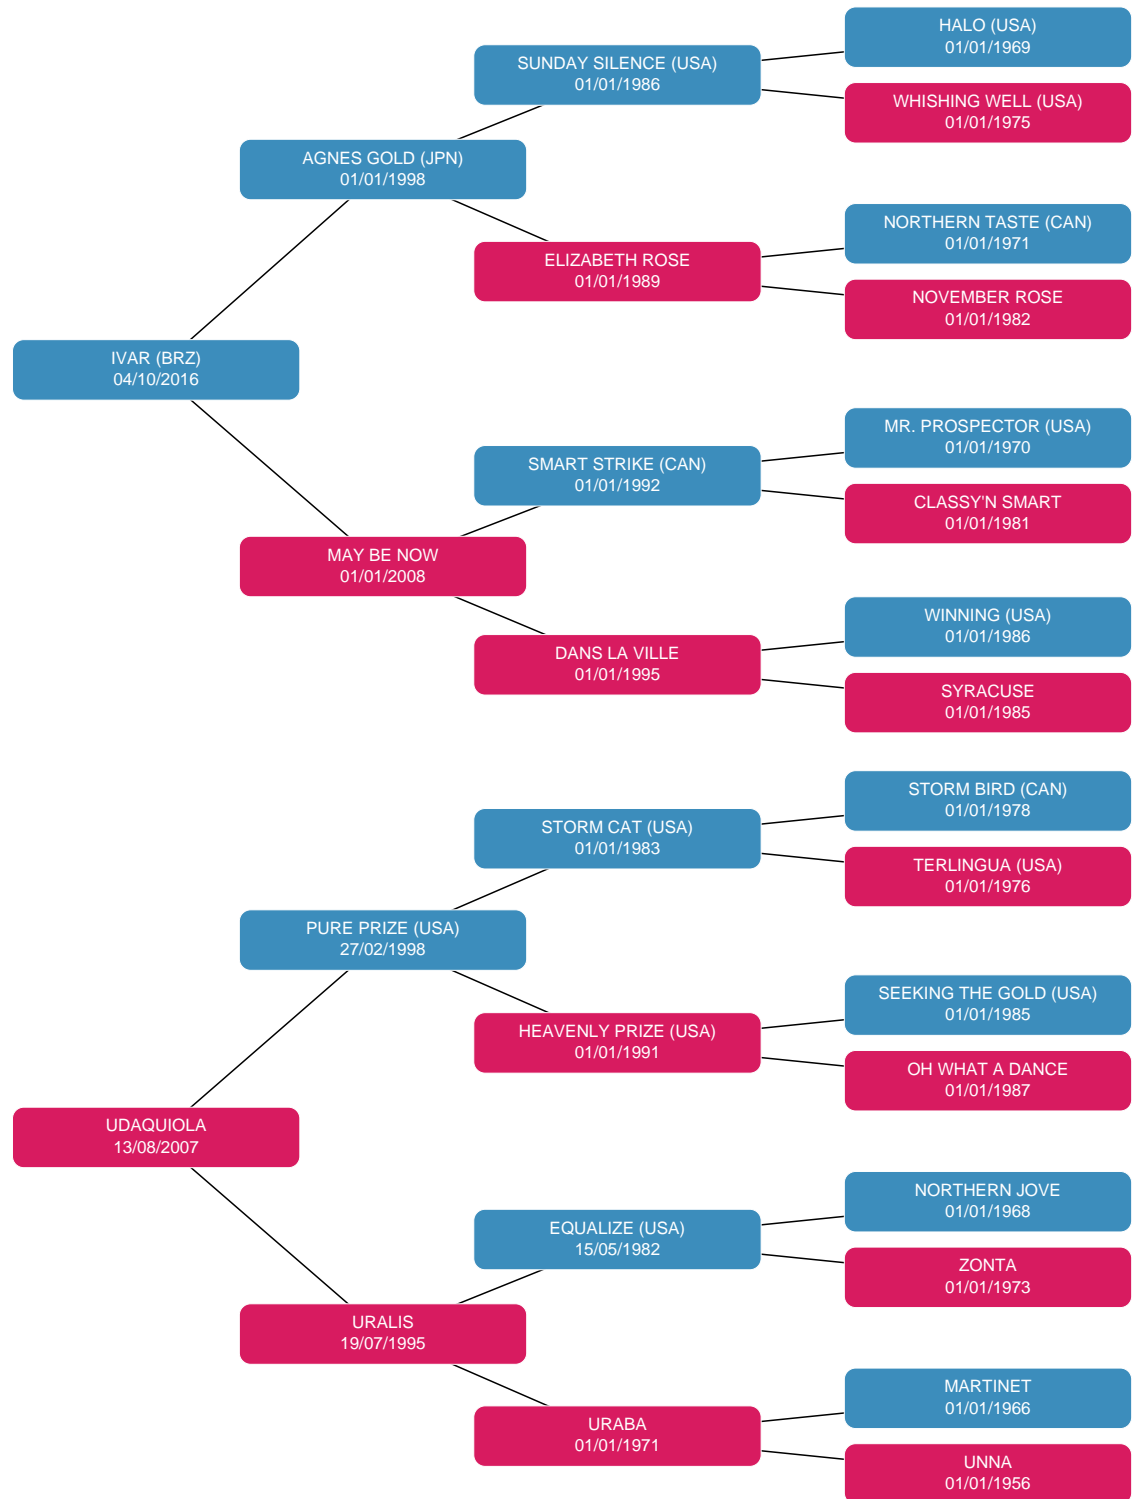 HALO (USA)
01/01/1969
SUNDAY SILENCE (USA)
01/01/1986
WHISHING WELL (USA)
01/01/1975
AGNES GOLD (JPN)
01/01/1998
NORTHERN TASTE (CAN)
01/01/1971
ELIZABETH ROSE
01/01/1989
NOVEMBER ROSE
01/01/1982
IVAR (BRZ)
04/10/2016
MR. PROSPECTOR (USA)
01/01/1970
SMART STRIKE (CAN)
01/01/1992
CLASSY'N SMART
01/01/1981
MAY BE NOW
01/01/2008
WINNING (USA)
01/01/1986
DANS LA VILLE
01/01/1995
SYRACUSE
01/01/1985
STORM BIRD (CAN)
01/01/1978
STORM CAT (USA)
01/01/1983
TERLINGUA (USA)
01/01/1976
PURE PRIZE (USA)
27/02/1998
SEEKING THE GOLD (USA)
01/01/1985
HEAVENLY PRIZE (USA)
01/01/1991
OH WHAT A DANCE
01/01/1987
UDAQUIOLA
13/08/2007
NORTHERN JOVE
01/01/1968
EQUALIZE (USA)
15/05/1982
ZONTA
01/01/1973
URALIS
19/07/1995
MARTINET
01/01/1966
URABA
01/01/1971
UNNA
01/01/1956